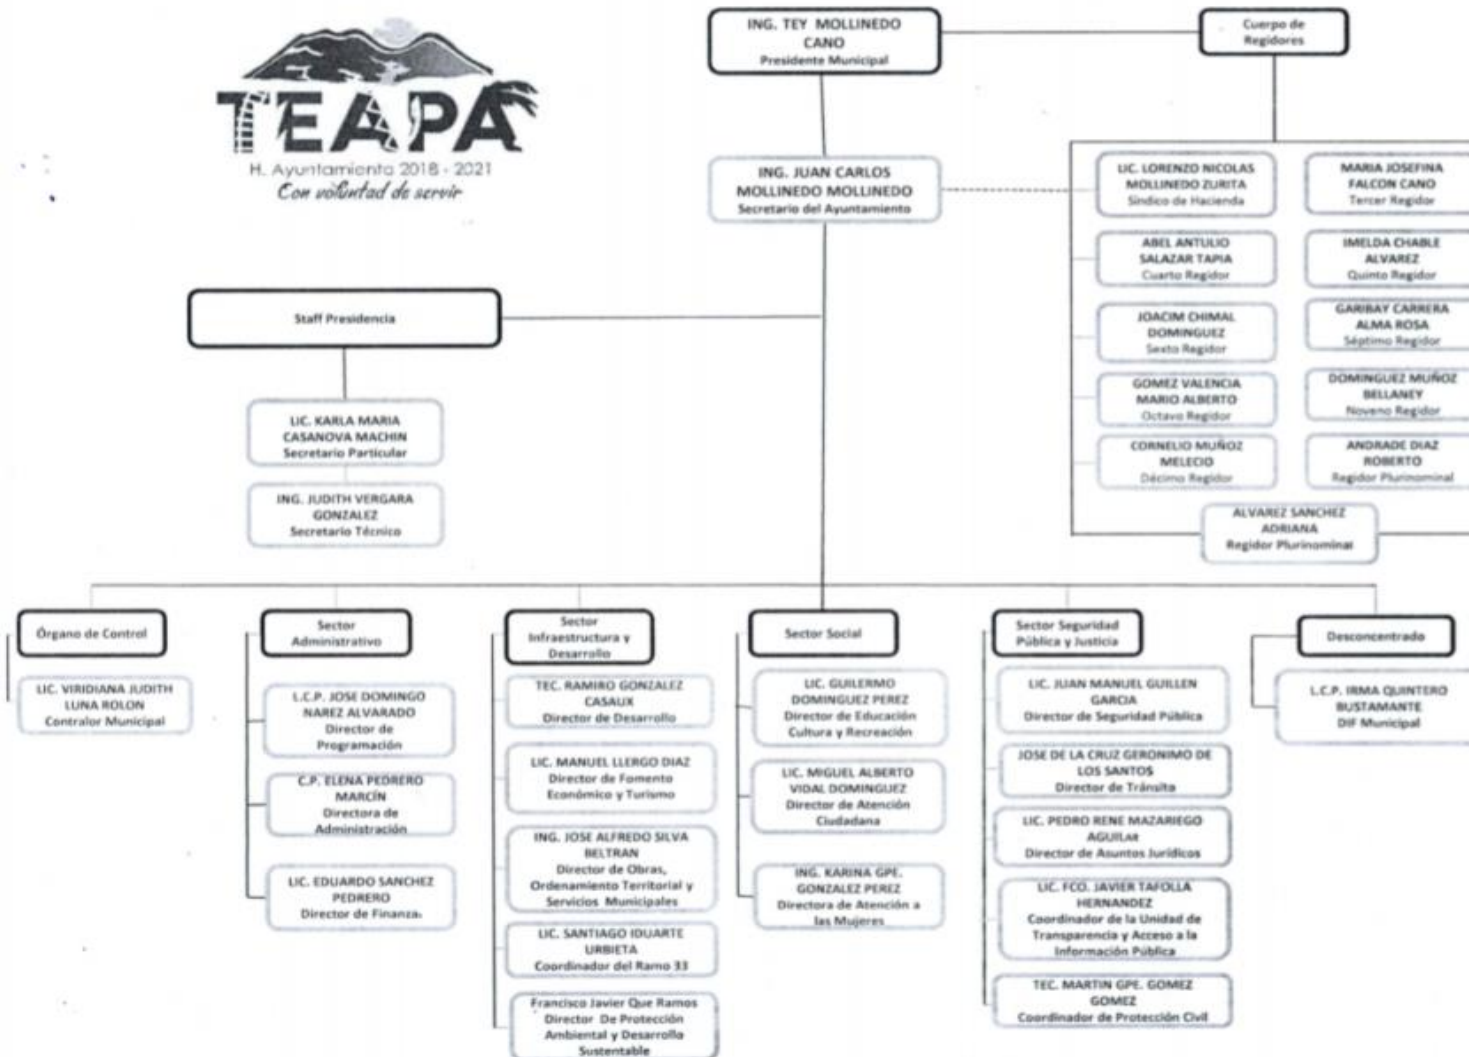 TEAPA
H. Ayuntamiento 2018 - 2021
Con voluntad de servir
ING. TEY MOLLINEDO
CANO
Presidente Municipal
Cuerpo de
Regidores
ING. JUAN CARLOS
MOLLINEDO MOLLINEDO
Secretario del Ayuntamiento
LIC. LORENZO NICOLAS
MOLLINEDO ZURITA
Síndico de Hacienda
MARIA JOSEFINA
FALCON CANO
Tercer Regidor
ABEL ANTULIO
SALAZAR TAPIA
Cuarto Regidor
IMELDA CHABLE
ALVAREZ
Quinto Regidor
JOACIM CHIMAL
DOMINGUEZ
Sexto Regidor
GARIBAY CARRERA
ALMA ROSA
Séptimo Regidor
GOMEZ VALENCIA
MARIO ALBERTO
Octavo Regidor
DOMINGUEZ MUÑOZ
BELLANEY
Noveno Regidor
CORNELIO MUÑOZ
MELECIO
Décimo Regidor
ANDRADE DIAZ
ROBERTO
Regidor Plurinominal
ALVAREZ SANCHEZ
ADRIANA
Regidor Plurinominal
Staff Presidencia
LIC. KARLA MARIA
CASANOVA MACHIN
Secretario Particular
ING. JUDITH VERGARA
GONZALEZ
Secretario Técnico
Órgano de Control
LIC. VIRIDIANA JUDITH
LUNA ROLON
Contralor Municipal
Sector
Administrativo
L.C.P. JOSE DOMINGO
NAREZ ALVARADO
Director de
Programación
C.P. ELENA PEDRERO
MARCÍN
Directora de
Administración
LIC. EDUARDO SANCHEZ
PEDRERO
Director de Finanzas
Sector
Infraestructura y
Desarrollo
TEC. RAMIRO GONZALEZ
CASAUX
Director de Desarrollo
LIC. MANUEL LLERGO DIAZ
Director de Fomento
Económico y Turismo
ING. JOSE ALFREDO SILVA
BELTRAN
Director de Obras,
Ordenamiento Territorial y
Servicios Municipales
LIC. SANTIAGO IDUARTE
URBIETA
Coordinador del Ramo 33
Francisco Javier Que Ramos
Director De Protección
Ambiental y Desarrollo
Sustentable
Sector Social
LIC. GUILERMO
DOMINGUEZ PEREZ
Director de Educación
Cultura y Recreación
LIC. MIGUEL ALBERTO
VIDAL DOMINGUEZ
Director de Atención
Ciudadana
ING. KARINA GPE.
GONZALEZ PEREZ
Directora de Atención a
las Mujeres
Sector Seguridad
Pública y Justicia
LIC. JUAN MANUEL GUILLEN
GARCIA
Director de Seguridad Pública
JOSE DE LA CRUZ GERONIMO DE
LOS SANTOS
Director de Tránsito
LIC. PEDRO RENE MAZARIEGO
AGUILAR
Director de Asuntos Jurídicos
LIC. FCO. JAVIER TAFOLLA
HERNANDEZ
Coordinador de la Unidad de
Transparencia y Acceso a la
Información Pública
TEC. MARTIN GPE. GOMEZ
GOMEZ
Coordinador de Protección Civil
Desconcentrado
L.C.P. IRMA QUINTERO
BUSTAMANTE
DIF Municipal